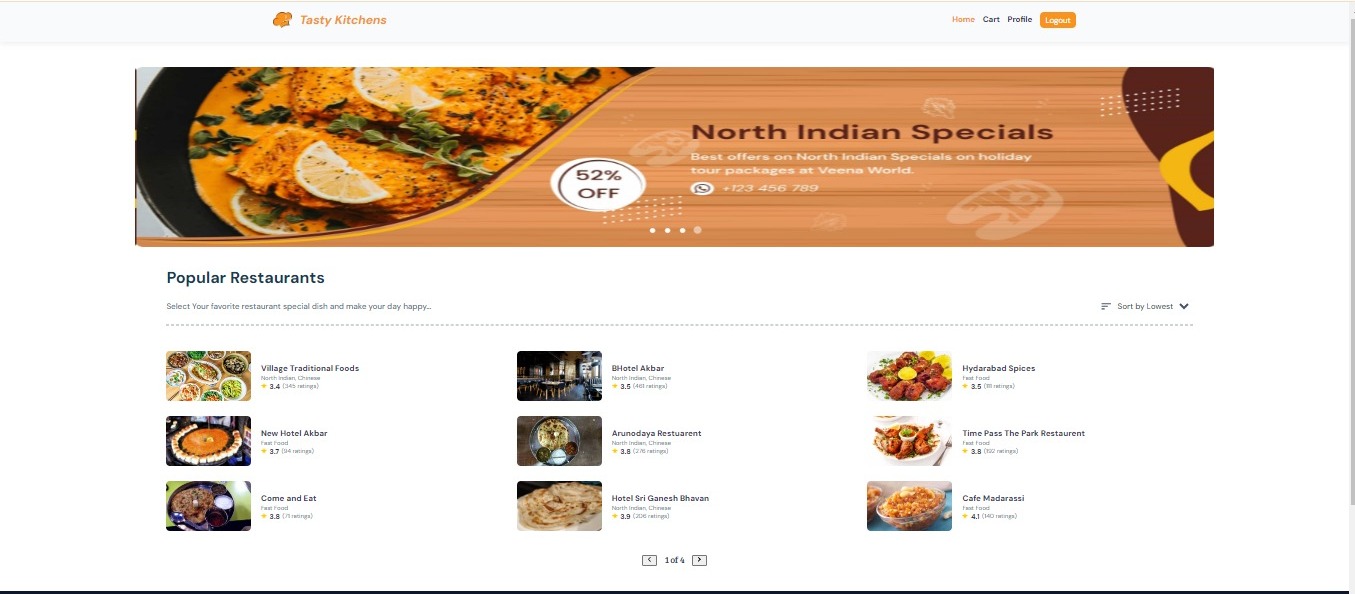 Tasty Kitchens
Home Cart Profile Logout
North Indian Specials
Best offers on North Indian Specials on holiday
tour packages at Veena World.
+123 456 789
52%
OFF
Popular Restaurants
Select Your favorite restaurant special dish and make your day happy...
Sort by Lowest
Village Traditional Foods
North Indian, Chinese
3.4 (345 ratings)
BHotel Akbar
North Indian, Chinese
3.5 (461 ratings)
Hydarabad Spices
Fast Food
3.5 (111 ratings)
New Hotel Akbar
Fast Food
3.7 (94 ratings)
Arunodaya Restuarent
North Indian, Chinese
3.8 (276 ratings)
Time Pass The Park Restaurent
Fast Food
3.8 (192 ratings)
Come and Eat
Fast Food
3.8 (71 ratings)
Hotel Sri Ganesh Bhavan
North Indian, Chinese
3.9 (206 ratings)
Cafe Madarassi
Fast Food
4.1 (140 ratings)
< 1 of 4 >